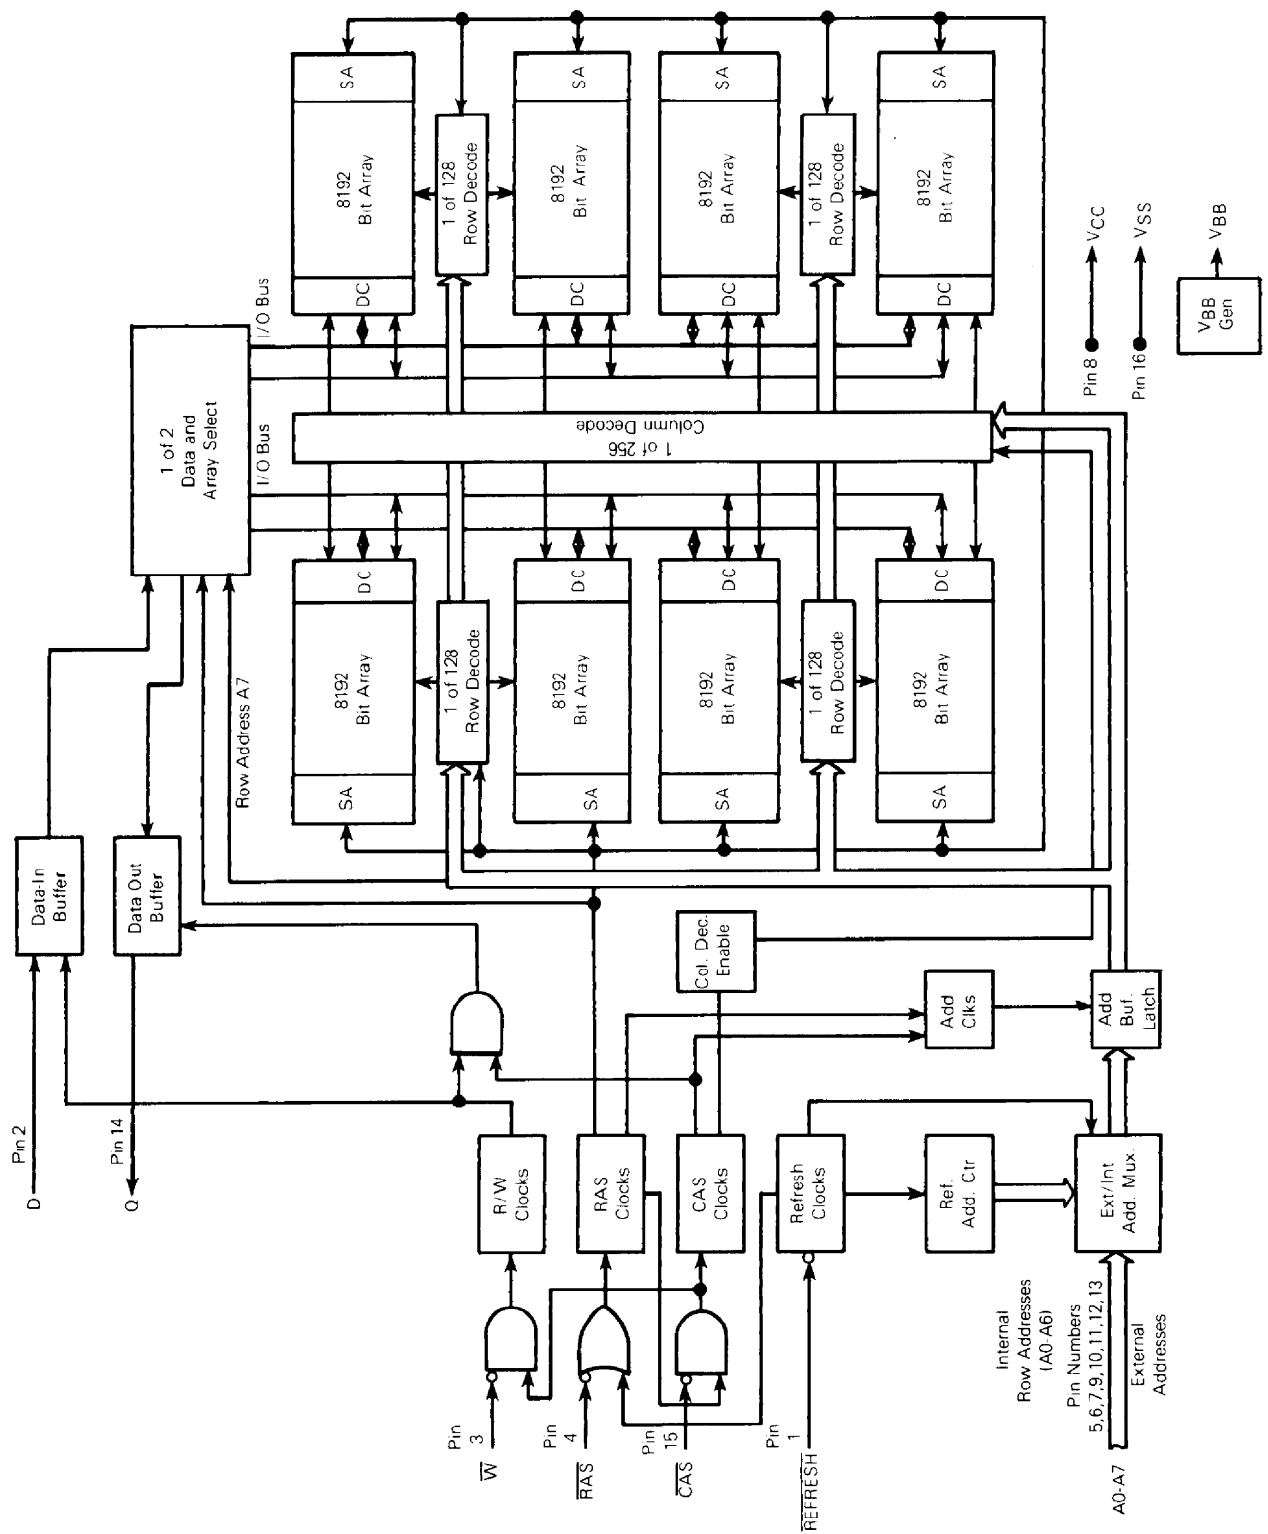 D
Pin 2
Data-In
Buffer
Q
Pin 14
Data Out
Buffer
1 of 2
Data and
Array Select
Row Address A7
I/O Bus
I/O Bus
SA
8192
Bit Array
DC
DC
8192
Bit Array
SA
1 of 128
Row Decode
1 of 128
Row Decode
SA
8192
Bit Array
DC
DC
8192
Bit Array
SA
1 of 256
Column Decode
SA
8192
Bit Array
DC
DC
8192
Bit Array
SA
1 of 128
Row Decode
1 of 128
Row Decode
SA
8192
Bit Array
DC
DC
8192
Bit Array
SA
W
Pin
3
R/W
Clocks
RAS
Pin
4
RAS
Clocks
CAS
Pin
15
CAS
Clocks
Col. Dec.
Enable
REFRESH
Pin
1
Refresh
Clocks
Ref.
Add. Ctr
Add
Clks
Internal
Row Addresses
(A0-A6)
Pin Numbers
5,6,7,9,10,11,12,13
A0-A7
External
Addresses
Ext/Int
Add. Mux.
Add
Buf.
Latch
Pin 8
VCC
Pin 16
VSS
VBB
Gen
VBB